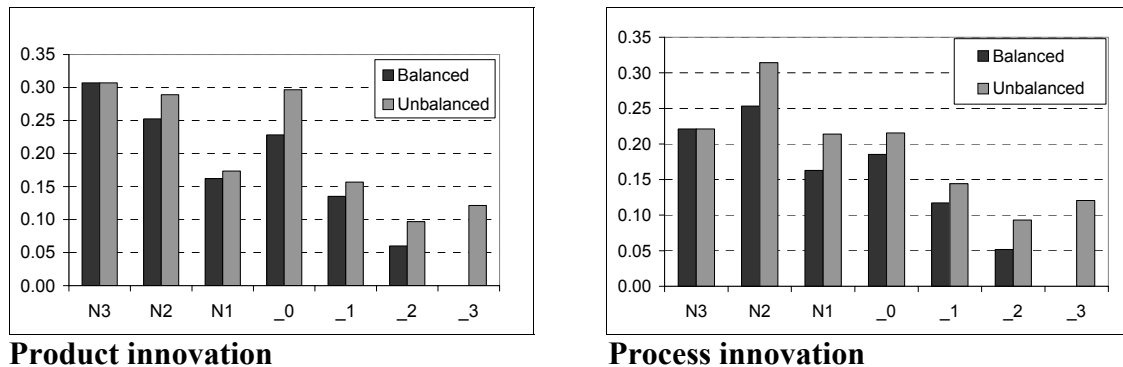 0.35
0.30
0.25
0.20
0.15
0.10
0.05
0.00
Balanced
Unbalanced
N3 N2 N1 _0 _1 _2 _3
Product innovation
0.35
0.30
0.25
0.20
0.15
0.10
0.05
0.00
Balanced
Unbalanced
N3 N2 N1 _0 _1 _2 _3
Process innovation